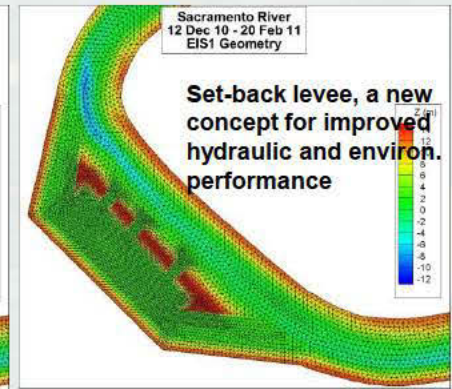 Sacramento River
12 Dec 10 - 20 Feb 11
EIS1 Geometry
Set-back levee, a new
concept for improved
hydraulic and environ.
performance
Z (m)
12
8
6
4
2
0
-2
-4
-6
-8
-10
-12